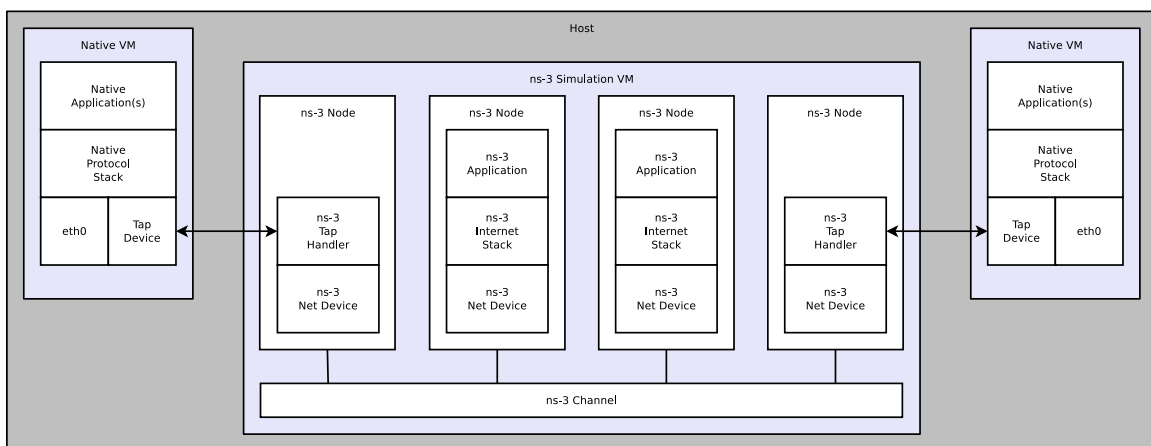 Host
Native VM
Native
Application(s)
Native
Protocol
Stack
eth0
Tap
Device
ns-3 Simulation VM
ns-3 Node
ns-3
Tap
Handler
ns-3
Net Device
ns-3 Node
ns-3
Application
ns-3
Internet
Stack
ns-3
Net Device
ns-3 Node
ns-3
Application
ns-3
Internet
Stack
ns-3
Net Device
ns-3 Node
ns-3
Tap
Handler
ns-3
Net Device
ns-3 Channel
Native VM
Native
Application(s)
Native
Protocol
Stack
Tap
Device
eth0